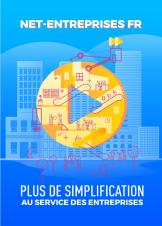 NET-ENTREPRISES FR
PLUS DE SIMPLIFICATION
AU SERVICE DES ENTREPRISES